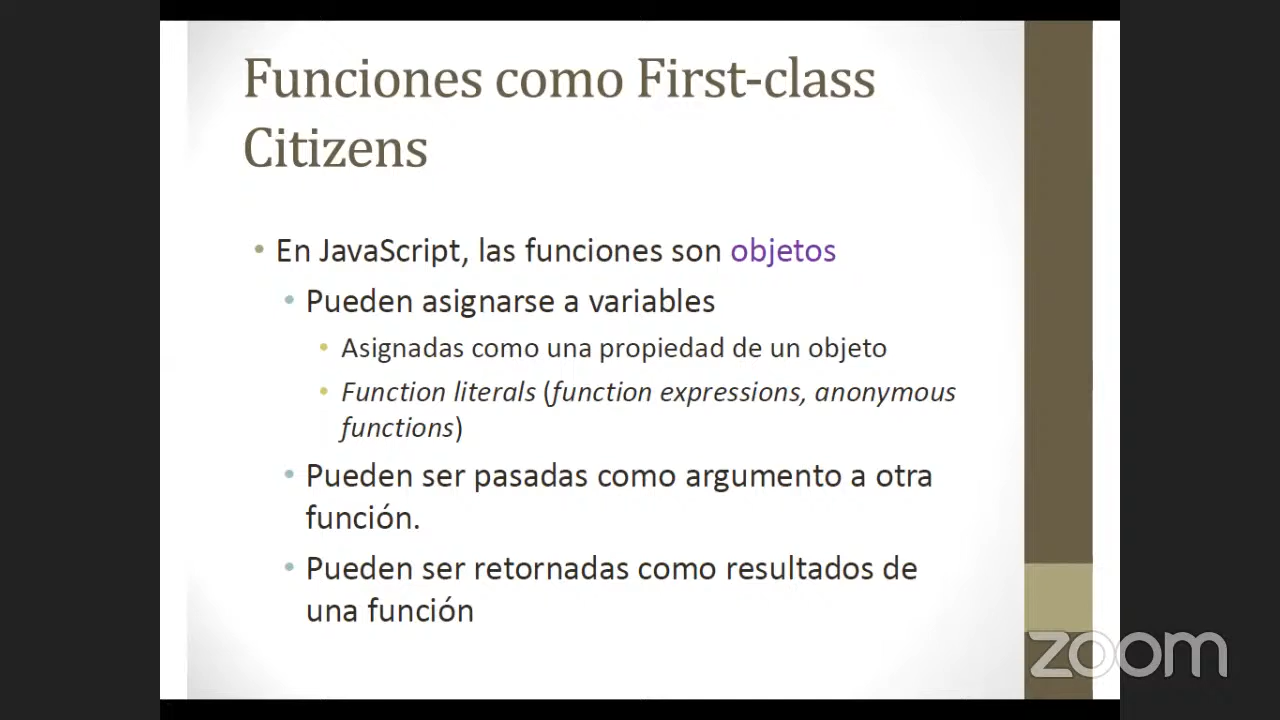 Funciones como First-class
Citizens
• En JavaScript, las funciones son objetos
• Pueden asignarse a variables
• Asignadas como una propiedad de un objeto
• Function literals (function expressions, anonymous
functions)
• Pueden ser pasadas como argumento a otra
función.
• Pueden ser retornadas como resultados de
una función
zoom